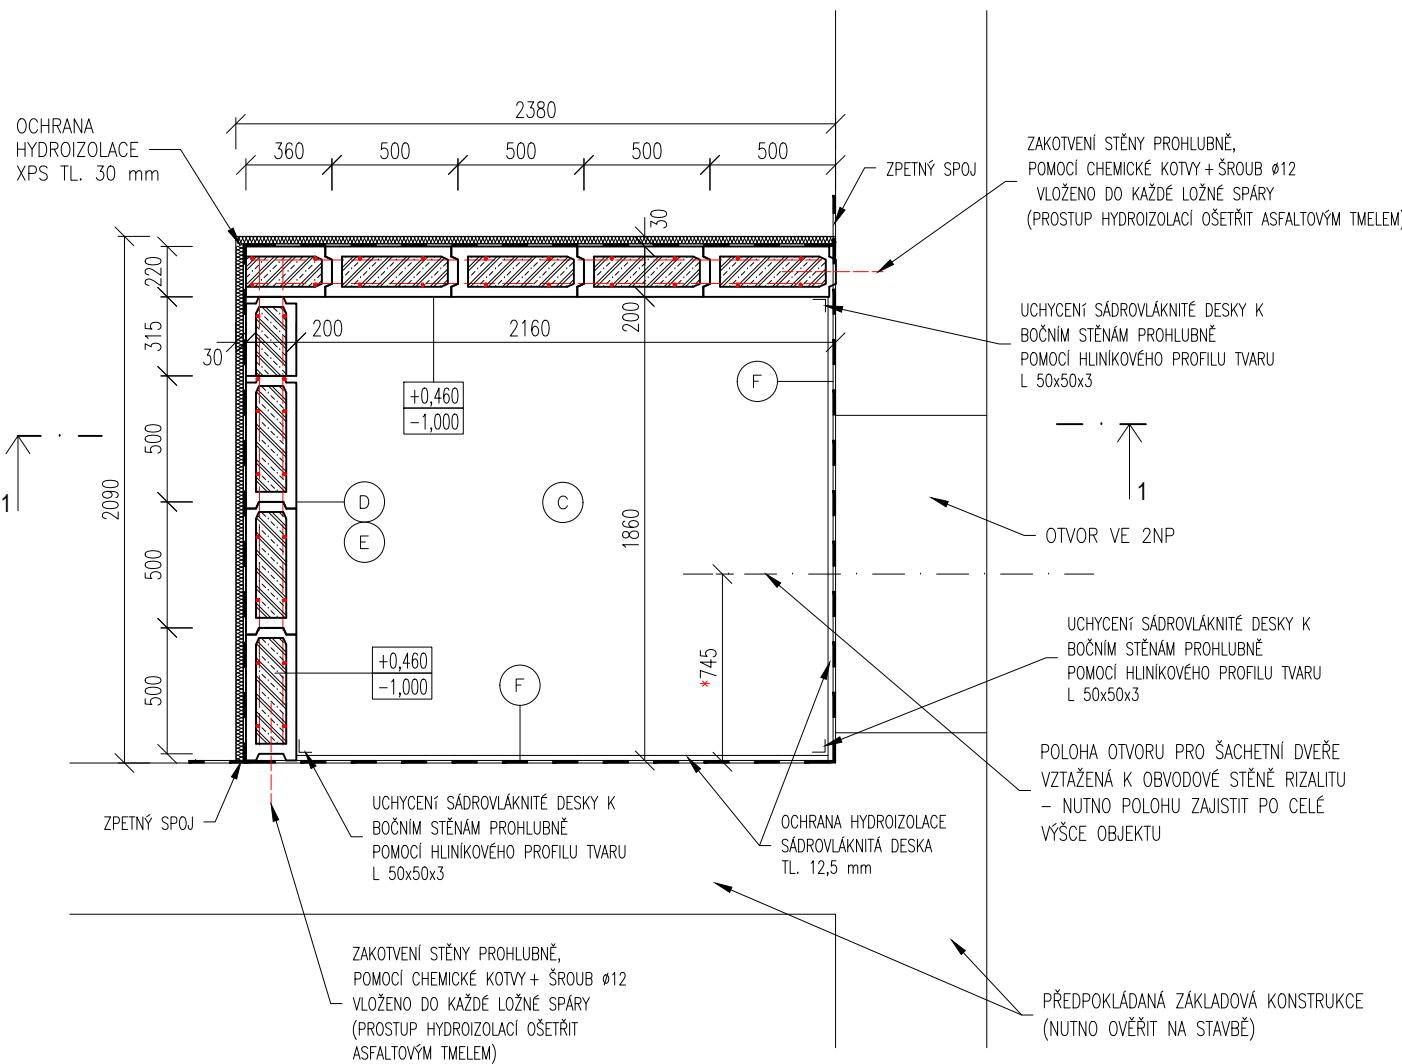 2380
OCHRANA
HYDROIZOLACE
XPS TL. 30 mm
360
500
500
500
500
ZPETNÝ SPOJ
ZAKOTVENÍ STĚNY PROHLUBNĚ,
POMOCÍ CHEMICKÉ KOTVY + ŠROUB ø12
VLOŽENO DO KAŽDÉ LOŽNÉ SPÁRY
(PROSTUP HYDROIZOLACÍ OŠETŘIT ASFALTOVÝM TMELEM)
30
220
315
500
500
500
2090
30
200
2160
200
1860
UCHYCENí SÁDROVLÁKNITÉ DESKY K
BOČNÍM STĚNÁM PROHLUBNĚ
POMOCÍ HLINÍKOVÉHO PROFILU TVARU
L 50x50x3
F
+0,460
-1,000
1
1
D
E
C
OTVOR VE 2NP
+0,460
-1,000
F
*745
UCHYCENí SÁDROVLÁKNITÉ DESKY K
BOČNÍM STĚNÁM PROHLUBNĚ
POMOCÍ HLINÍKOVÉHO PROFILU TVARU
L 50x50x3
POLOHA OTVORU PRO ŠACHETNÍ DVEŘE
VZTAŽENÁ K OBVODOVÉ STĚNĚ RIZALITU
– NUTNO POLOHU ZAJISTIT PO CELÉ
VÝŠCE OBJEKTU
ZPETNÝ SPOJ
UCHYCENí SÁDROVLÁKNITÉ DESKY K
BOČNÍM STĚNÁM PROHLUBNĚ
POMOCÍ HLINÍKOVÉHO PROFILU TVARU
L 50x50x3
OCHRANA HYDROIZOLACE
SÁDROVLÁKNITÁ DESKA
TL. 12,5 mm
ZAKOTVENÍ STĚNY PROHLUBNĚ,
POMOCÍ CHEMICKÉ KOTVY + ŠROUB ø12
VLOŽENO DO KAŽDÉ LOŽNÉ SPÁRY
(PROSTUP HYDROIZOLACÍ OŠETŘIT
ASFALTOVÝM TMELEM)
PŘEDPOKLÁDANÁ ZÁKLADOVÁ KONSTRUKCE
(NUTNO OVĚŘIT NA STAVBĚ)